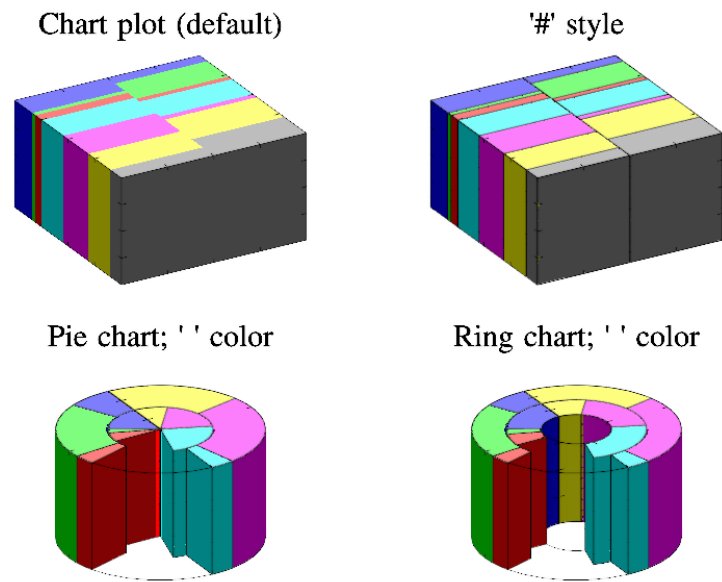 Chart plot (default)
'#' style
Pie chart; ' ' color
Ring chart; ' ' color